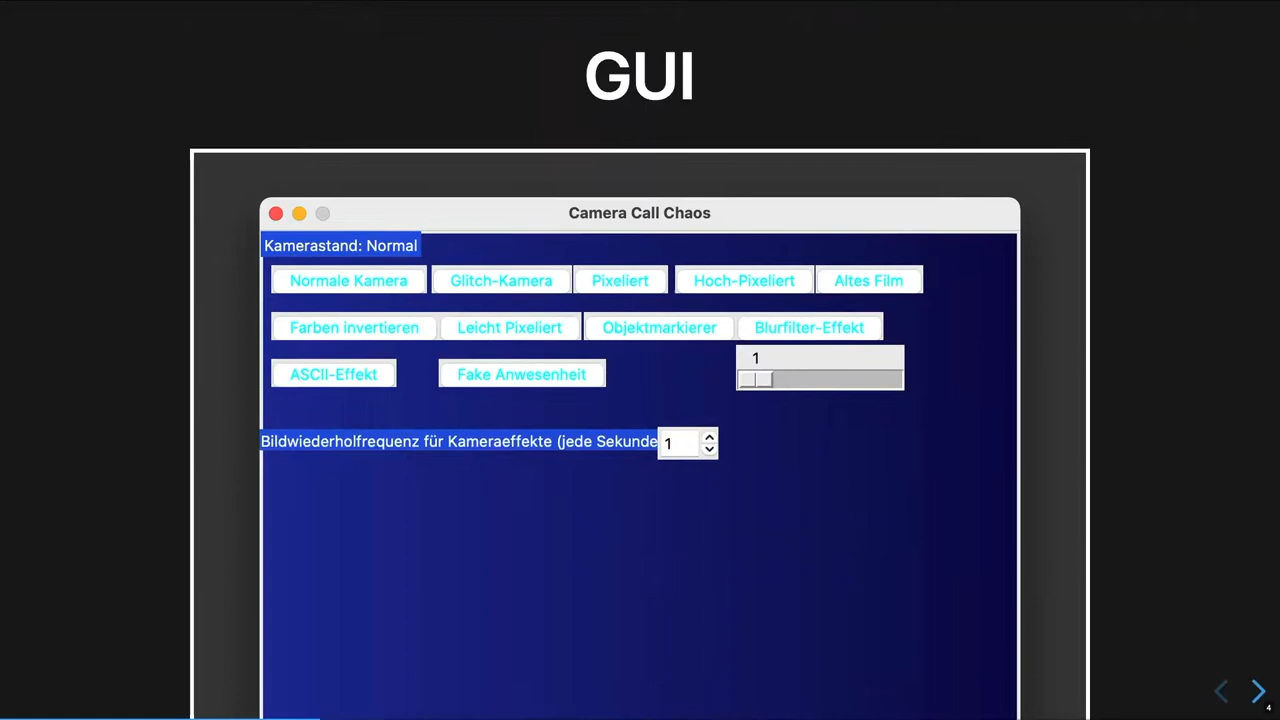 GUI
Camera Call Chaos
Kamerastand: Normal
Normale Kamera Glitch-Kamera Pixeliert Hoch-Pixeliert Altes Film
Farben invertieren Leicht Pixeliert Objektmarkierer Blurfilter-Effekt
1
ASCII-Effekt Fake Anwesenheit
Bildwiederholfrequenz für Kameraeffekte (jede Sekunde 1
4